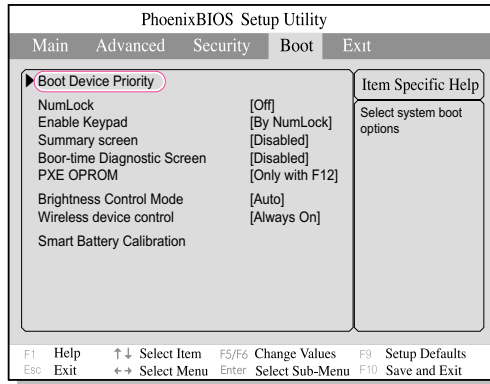 PhoenixBIOS Setup Utility
Main Advanced Security Boot Exit
Boot Device Priority
NumLock [Off]
Enable Keypad [By NumLock]
Summary screen [Disabled]
Boor-time Diagnostic Screen [Disabled]
PXE OPROM [Only with F12]
Brightness Control Mode [Auto]
Wireless device control [Always On]
Smart Battery Calibration
Item Specific Help
Select system boot
options
F1 Help ↑↓ Select Item F5/F6 Change Values F9 Setup Defaults
Esc Exit ←→ Select Menu Enter Select Sub-Menu F10 Save and Exit